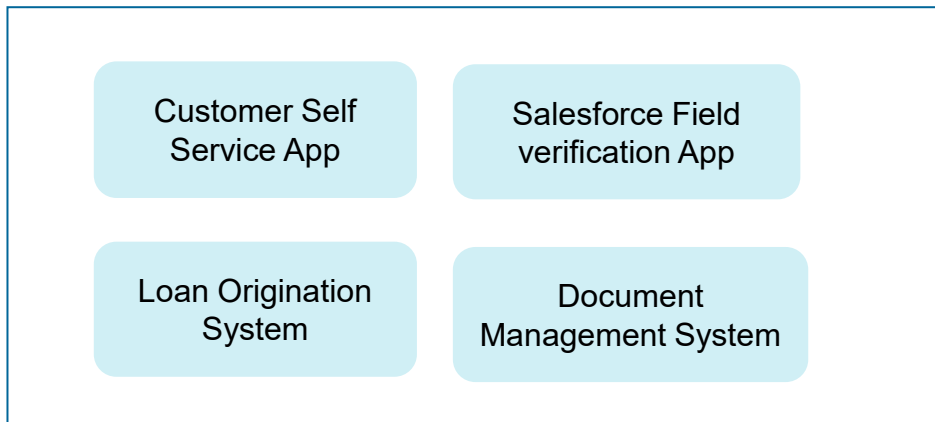 Customer Self
Service App
Salesforce Field
verification App
Loan Origination
System
Document
Management System